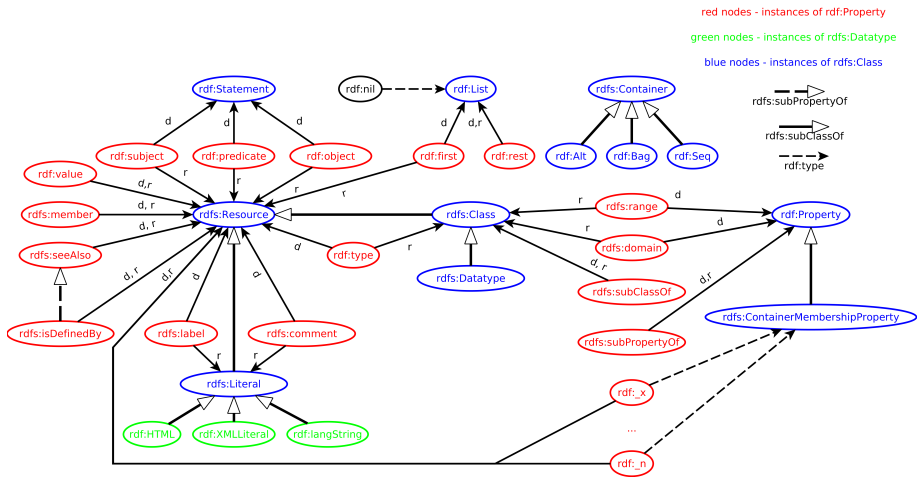 red nodes - instances of rdf:Property
green nodes - instances of rdfs:Datatype
blue nodes - instances of rdfs:Class
rdfs:subPropertyOf
rdfs:subClassOf
rdf:type
rdf:Statement
rdf:nil
rdf:List
rdfs:Container
d
d
d
d
d,r
rdf:subject
rdf:predicate
rdf:object
rdf:first
rdf:rest
rdf:Alt
rdf:Bag
rdf:Seq
rdf:value
d,r
r
r
r
r
rdfs:member
d, r
rdfs:Resource
rdfs:Class
r
rdfs:range
d
rdf:Property
rdfs:seeAlso
d, r
d
rdf:type
r
r
rdfs:domain
d
d, r
d,r
d
d
rdfs:Datatype
d, r
rdfs:subClassOf
d,r
rdfs:isDefinedBy
rdfs:label
rdfs:comment
rdfs:subPropertyOf
rdfs:ContainerMembershipProperty
r
r
rdfs:Literal
rdf:_x
rdf:HTML
rdf:XMLLiteral
rdf:langString
...
rdf:_n